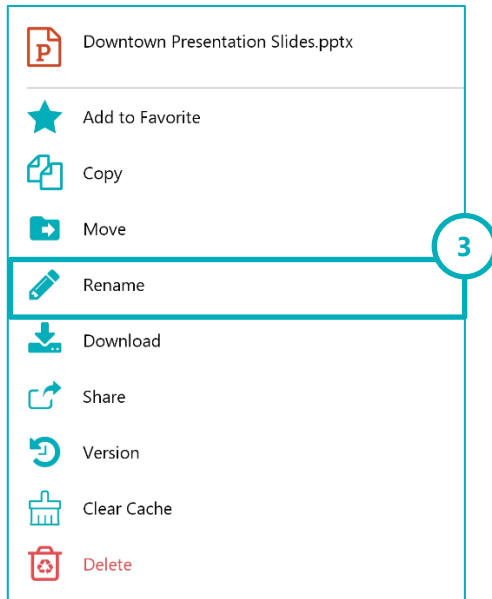 Downtown Presentation Slides.pptx
Add to Favorite
Copy
Move
3
Rename
Download
Share
Version
Clear Cache
Delete